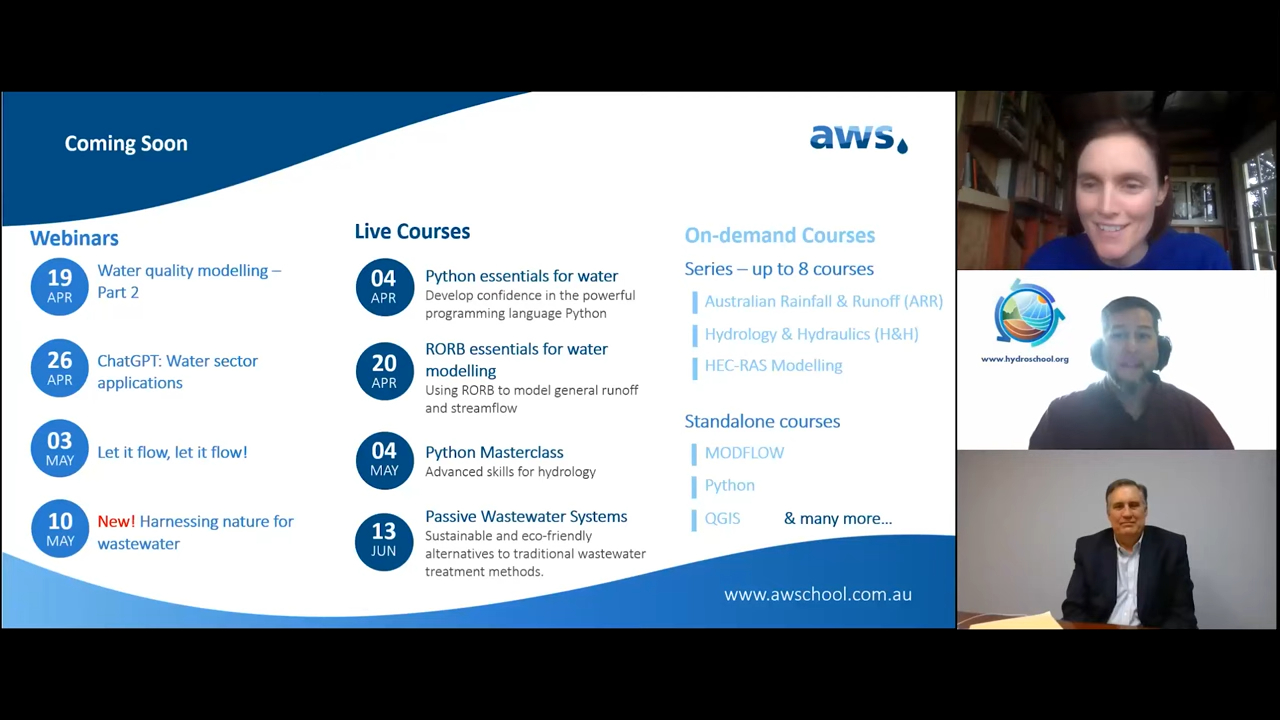 Coming Soon
aws
Webinars
19
APR
Water quality modelling –
Part 2
26
APR
ChatGPT: Water sector
applications
03
MAY
Let it flow, let it flow!
10
MAY
New! Harnessing nature for
wastewater
Live Courses
04
APR
Python essentials for water
Develop confidence in the powerful
programming language Python
20
APR
RORB essentials for water
modelling
Using RORB to model general runoff
and streamflow
04
MAY
Python Masterclass
Advanced skills for hydrology
13
JUN
Passive Wastewater Systems
Sustainable and eco-friendly
alternatives to traditional wastewater
treatment methods.
On-demand Courses
Series – up to 8 courses
Australian Rainfall & Runoff (ARR)
Hydrology & Hydraulics (H&H)
HEC-RAS Modelling
Standalone courses
MODFLOW
Python
QGIS & many more...
www.awschool.com.au
www.hydroschool.org